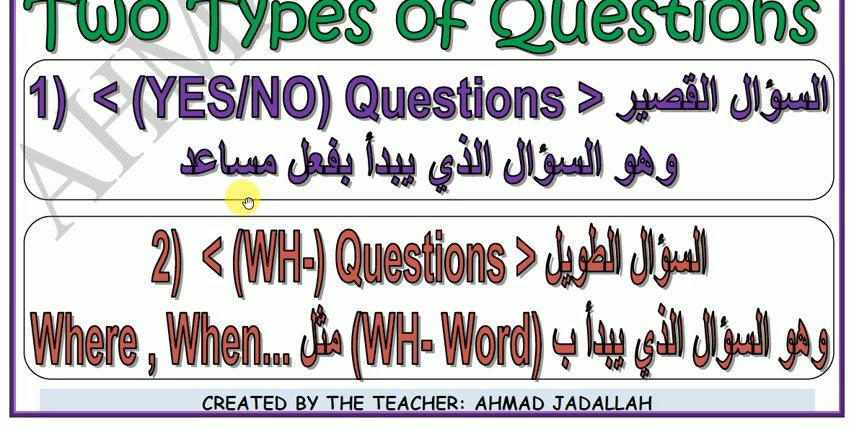 Two Types of Questions
1) < (YES/NO) Questions > السؤال القصير
وهو السؤال الذي يبدأ بفعل مساعد
2) < (WH-) Questions > السؤال الطويل
وهو السؤال الذي يبدأ ب (WH- Word) مثل Where , When...
CREATED BY THE TEACHER: AHMAD JADALLAH